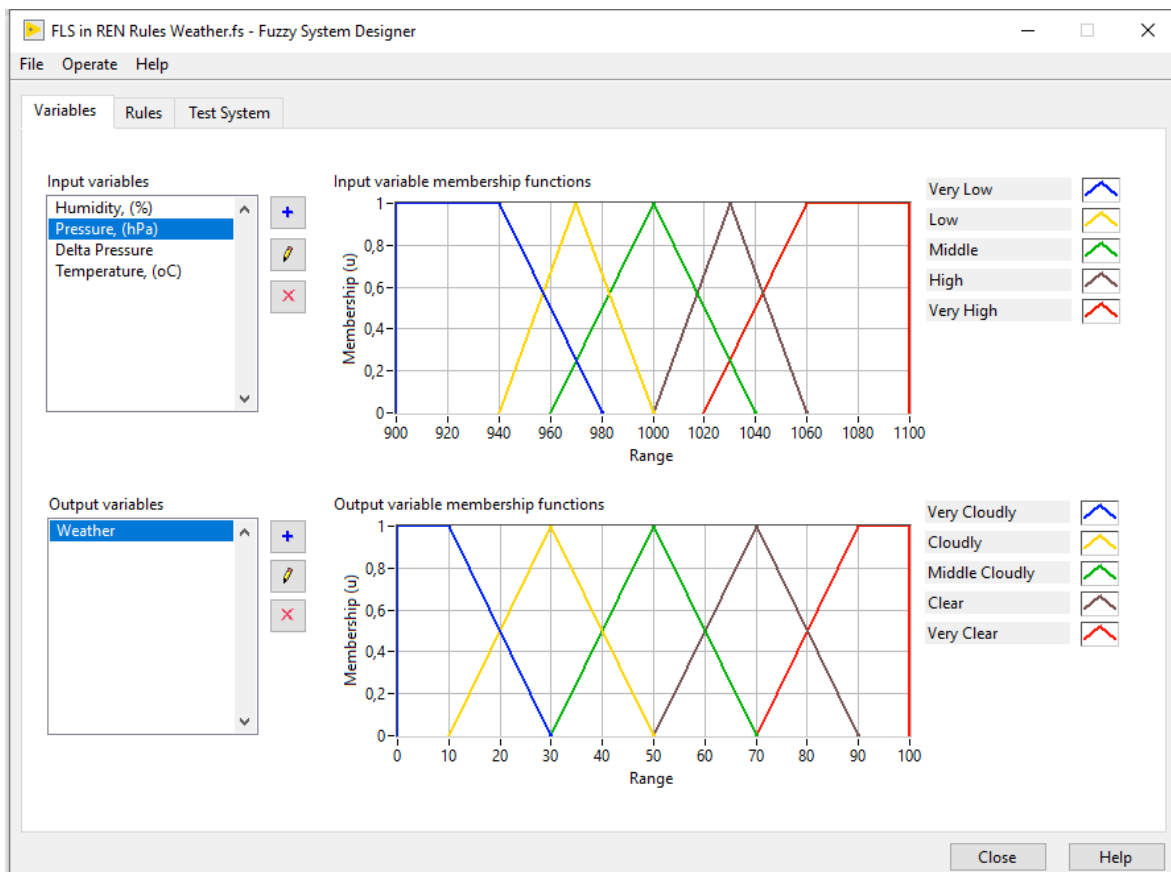 FLS in REN Rules Weather.fs - Fuzzy System Designer
File Operate Help
Variables Rules Test System
Input variables
Humidity, (%)
Pressure, (hPa)
Delta Pressure
Temperature, (oC)
Input variable membership functions
Membership (u)
1
0,8
0,6
0,4
0,2
0
900 920 940 960 980 1000 1020 1040 1060 1080 1100
Range
Very Low
Low
Middle
High
Very High
Output variables
Weather
Output variable membership functions
Membership (u)
1
0,8
0,6
0,4
0,2
0
0 10 20 30 40 50 60 70 80 90 100
Range
Very Cloudly
Cloudly
Middle Cloudly
Clear
Very Clear
Close Help